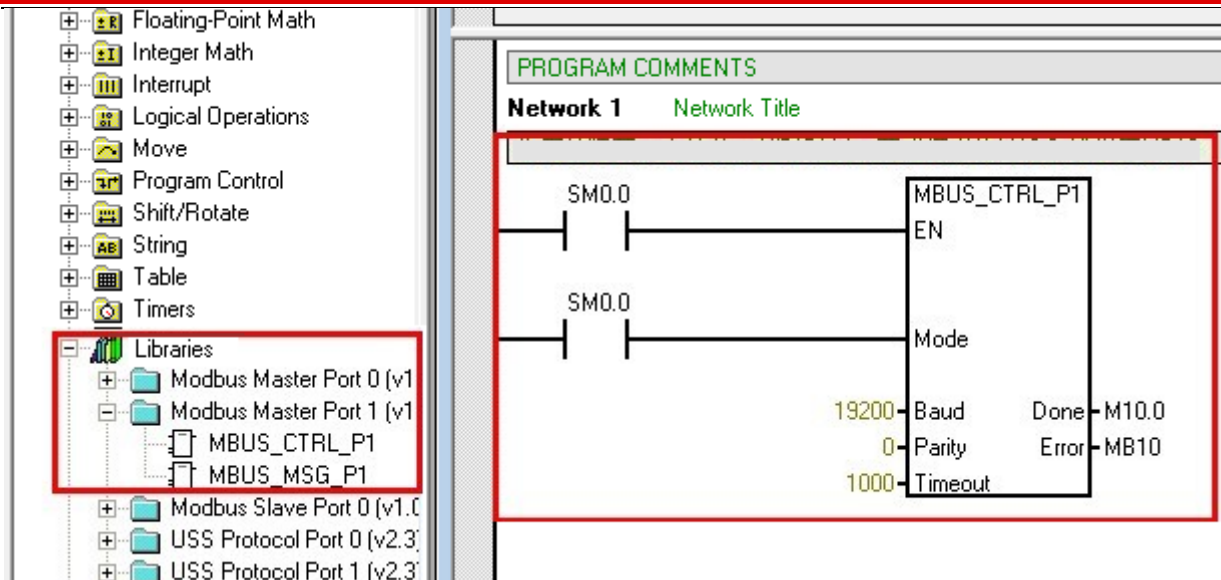 Floating-Point Math
Integer Math
Interrupt
Logical Operations
Move
Program Control
Shift/Rotate
String
Table
Timers
Libraries
Modbus Master Port 0 (v1
Modbus Master Port 1 (v1
MBUS_CTRL_P1
MBUS_MSG_P1
Modbus Slave Port 0 (v1.0
USS Protocol Port 0 (v2.3)
USS Protocol Port 1 (v2.3)
PROGRAM COMMENTS
Network 1 Network Title
SM0.0
MBUS_CTRL_P1
EN
SM0.0
Mode
19200 Baud Done M10.0
0 Parity Error MB10
1000 Timeout